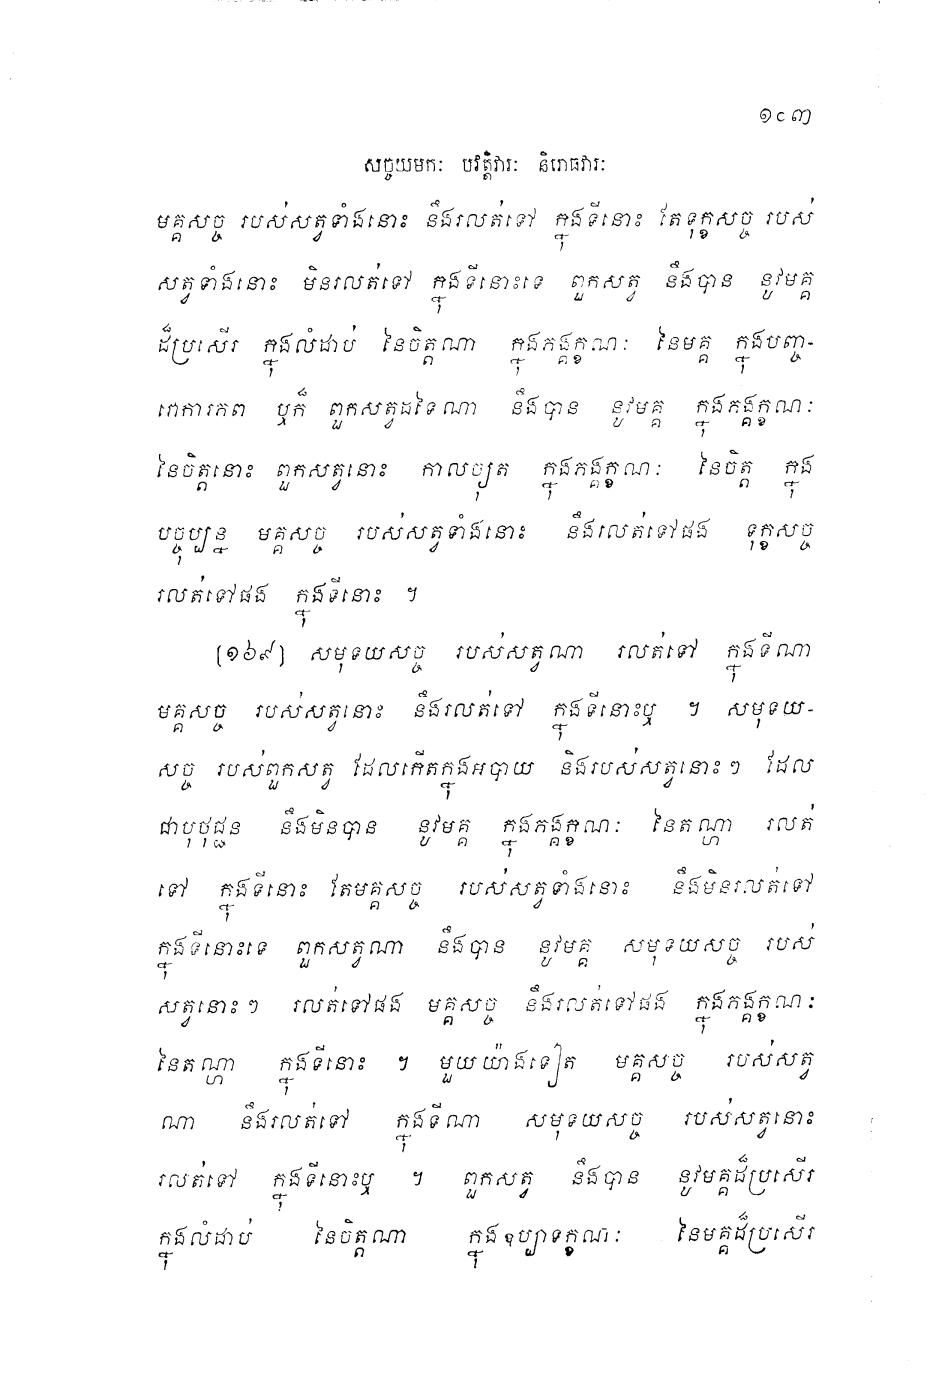 ១៤៣
សច្ចយមកៈ បវត្តិវារៈ និរោធវារៈ
មគ្គសច្ច របស់សត្វទាំងនោះ នឹងរលត់ទៅ ក្នុងទីនោះ តែទុក្ខសច្ច របស់
សត្វទាំងនោះ មិនរលត់ទៅ ក្នុងទីនោះទេ ពួកសត្វ នឹងបាន នូវមគ្គ
ដ៏ប្រសើរ ក្នុងលំដាប់ នៃចិត្តណា ក្នុងភង្គក្ខណៈ នៃមគ្គ ក្នុងបញ្ច-
វោការភព ឬក៏ ពួកសត្វដទៃណា នឹងបាន នូវមគ្គ ក្នុងភង្គក្ខណៈ
នៃចិត្តនោះ ពួកសត្វនោះ កាលច្យុត ក្នុងភង្គក្ខណៈ នៃចិត្ត ក្នុង
បច្ចុប្បន្ន មគ្គសច្ច របស់សត្វទាំងនោះ នឹងរលត់ទៅផង ទុក្ខសច្ច
រលត់ទៅផង ក្នុងទីនោះ ។
[១៦៩] សមុទយសច្ច របស់សត្វណា រលត់ទៅ ក្នុងទីណា
មគ្គសច្ច របស់សត្វនោះ នឹងរលត់ទៅ ក្នុងទីនោះឬ ។ សមុទយ-
សច្ច របស់ពួកសត្វ ដែលកើតក្នុងអបាយ និងរបស់សត្វនោះៗ ដែល
ជាបុថុជ្ជន នឹងមិនបាន នូវមគ្គ ក្នុងភង្គក្ខណៈ នៃតណ្ហា រលត់
ទៅ ក្នុងទីនោះ តែមគ្គសច្ច របស់សត្វទាំងនោះ នឹងមិនរលត់ទៅ
ក្នុងទីនោះទេ ពួកសត្វណា នឹងបាន នូវមគ្គ សមុទយសច្ច របស់
សត្វនោះៗ រលត់ទៅផង មគ្គសច្ច នឹងរលត់ទៅផង ក្នុងភង្គក្ខណៈ
នៃតណ្ហា ក្នុងទីនោះ ។ មួយយ៉ាងទៀត មគ្គសច្ច របស់សត្វ
ណា នឹងរលត់ទៅ ក្នុងទីណា សមុទយសច្ច របស់សត្វនោះ
រលត់ទៅ ក្នុងទីនោះឬ ។ ពួកសត្វ នឹងបាន នូវមគ្គដ៏ប្រសើរ
ក្នុងលំដាប់ នៃចិត្តណា ក្នុងឧប្បាទក្ខណៈ នៃមគ្គដ៏ប្រសើរ